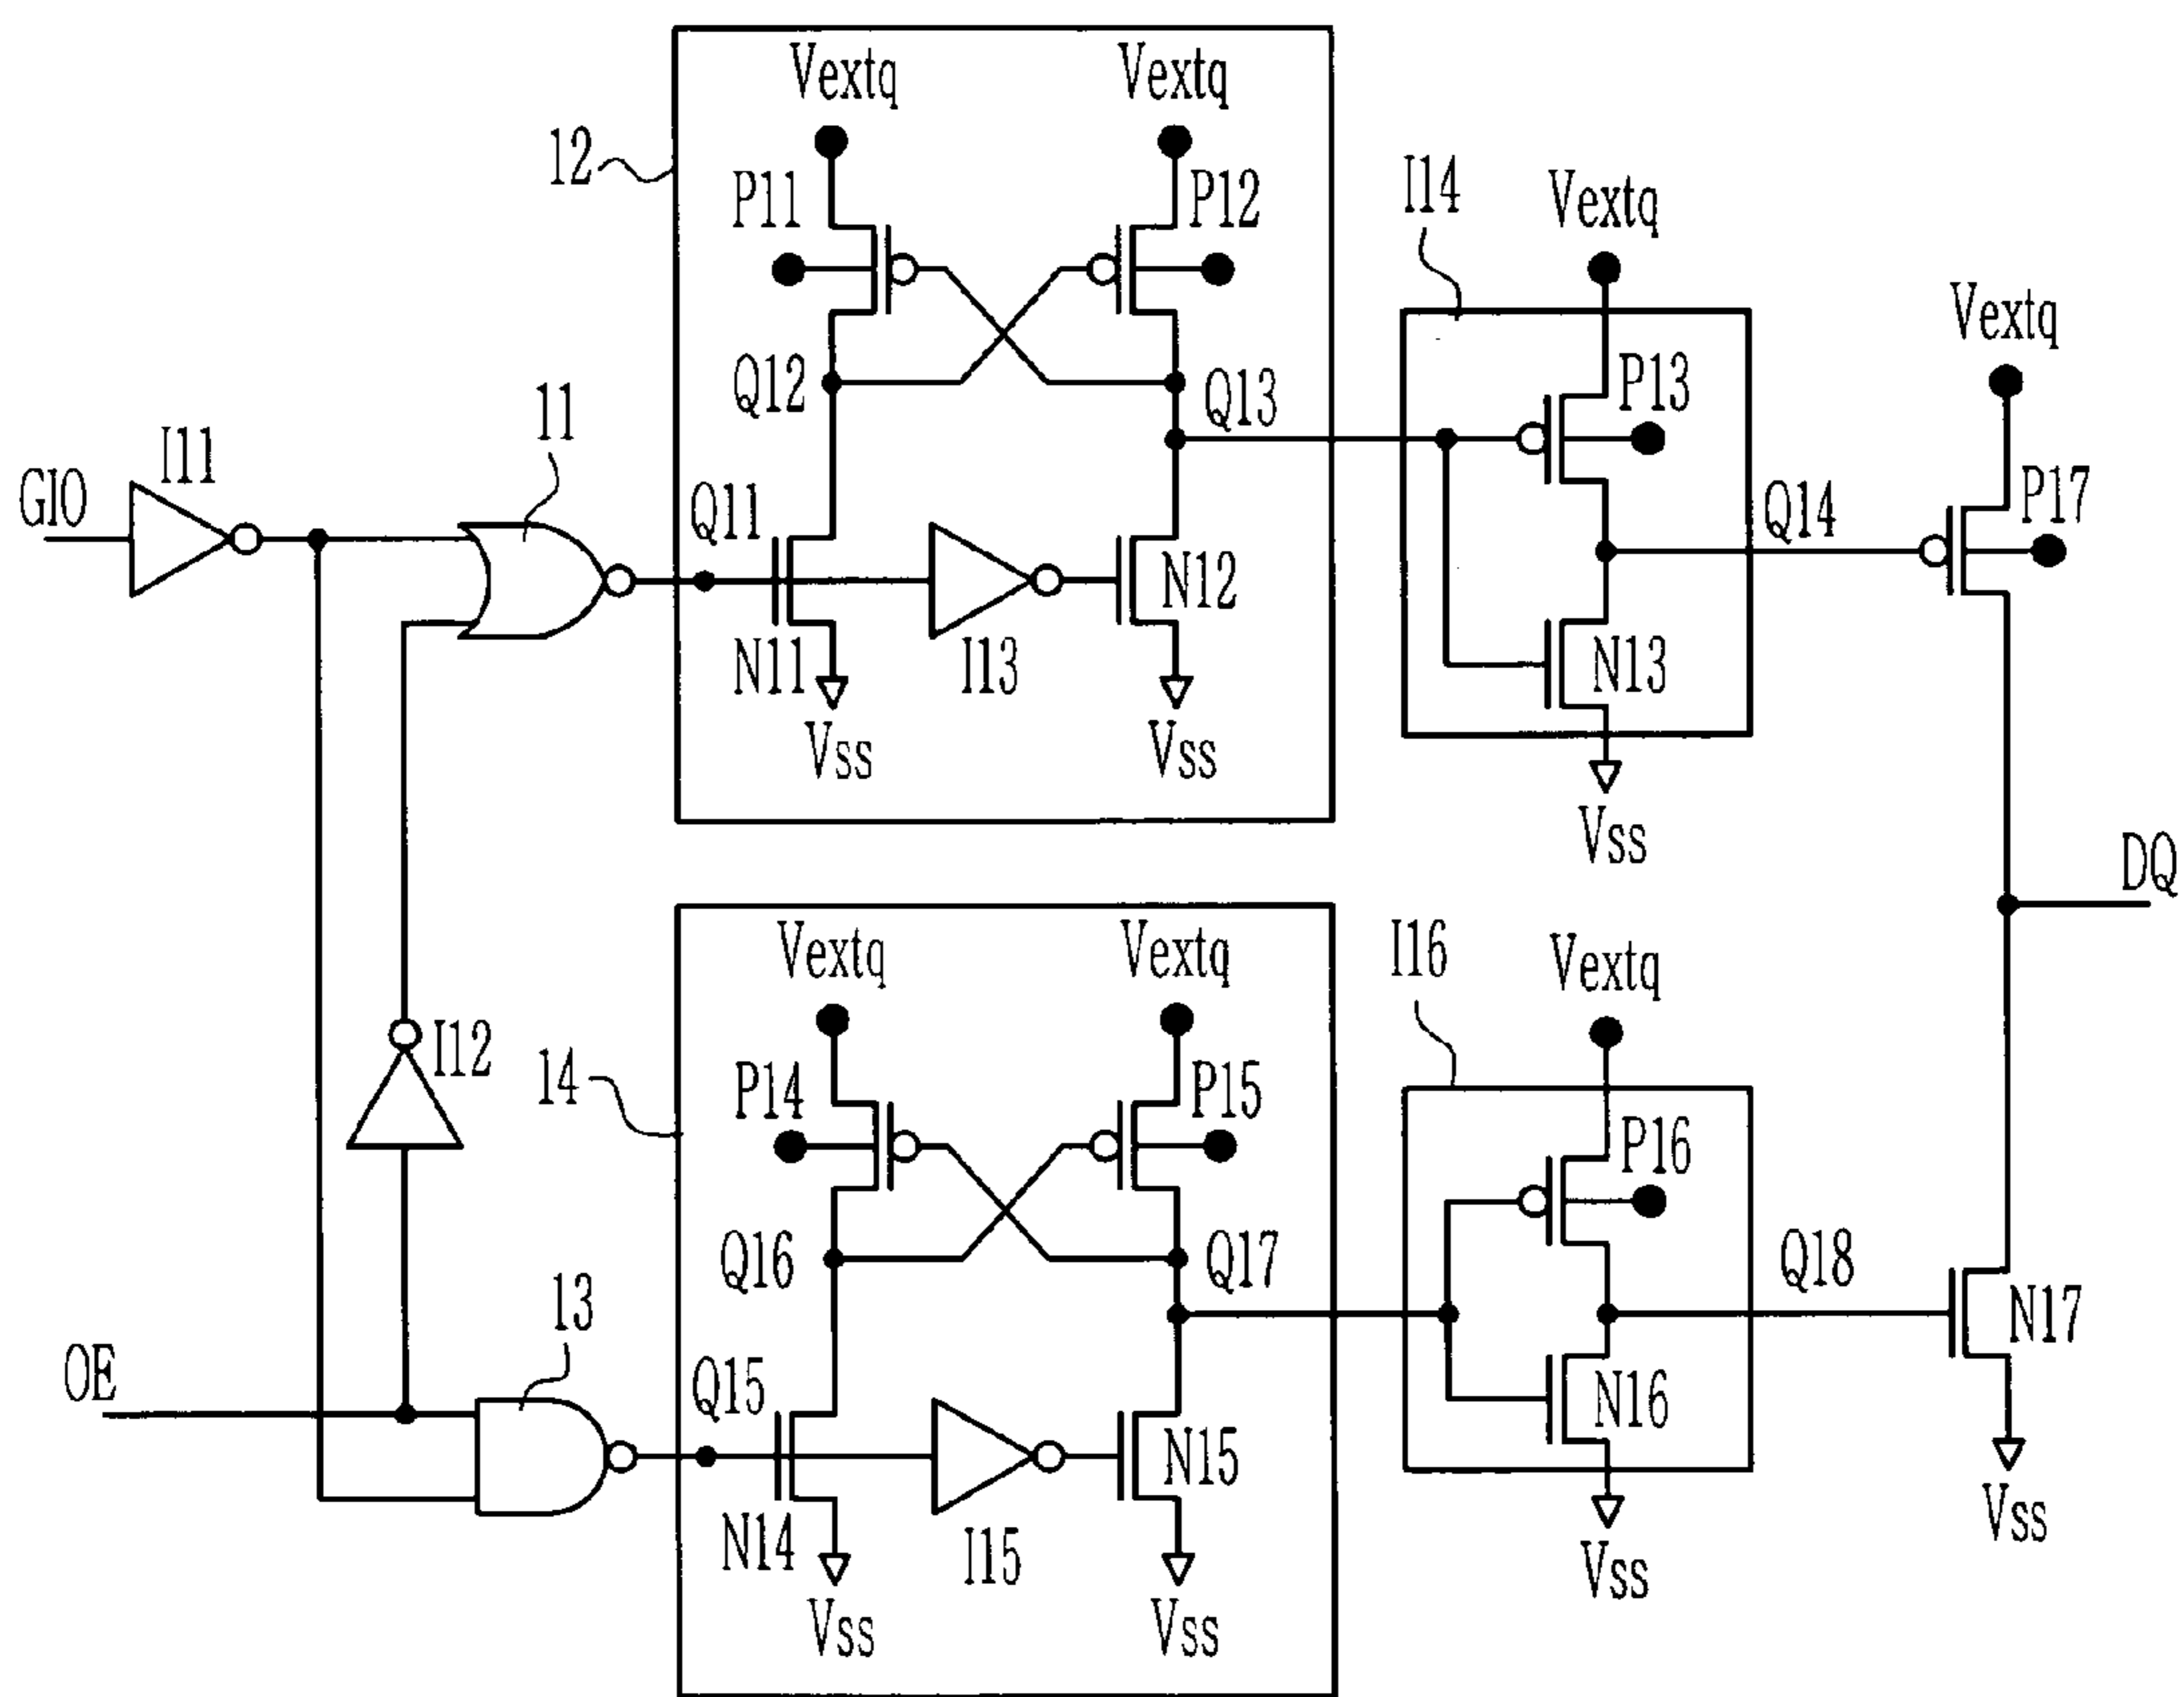 Vextq
Vextq
12
P11
P12
I14
Vextq
Vextq
Q12
Q13
P13
11
I11
GIO
Q11
Q14
P17
N12
N11
I13
N13
Vss
Vss
Vss
DQ
Vextq
Vextq
I16
Vextq
I12
14
P14
P15
P16
Q16
Q17
Q18
13
OE
Q15
N17
N15
N16
N14
I15
Vss
Vss
Vss
Vss